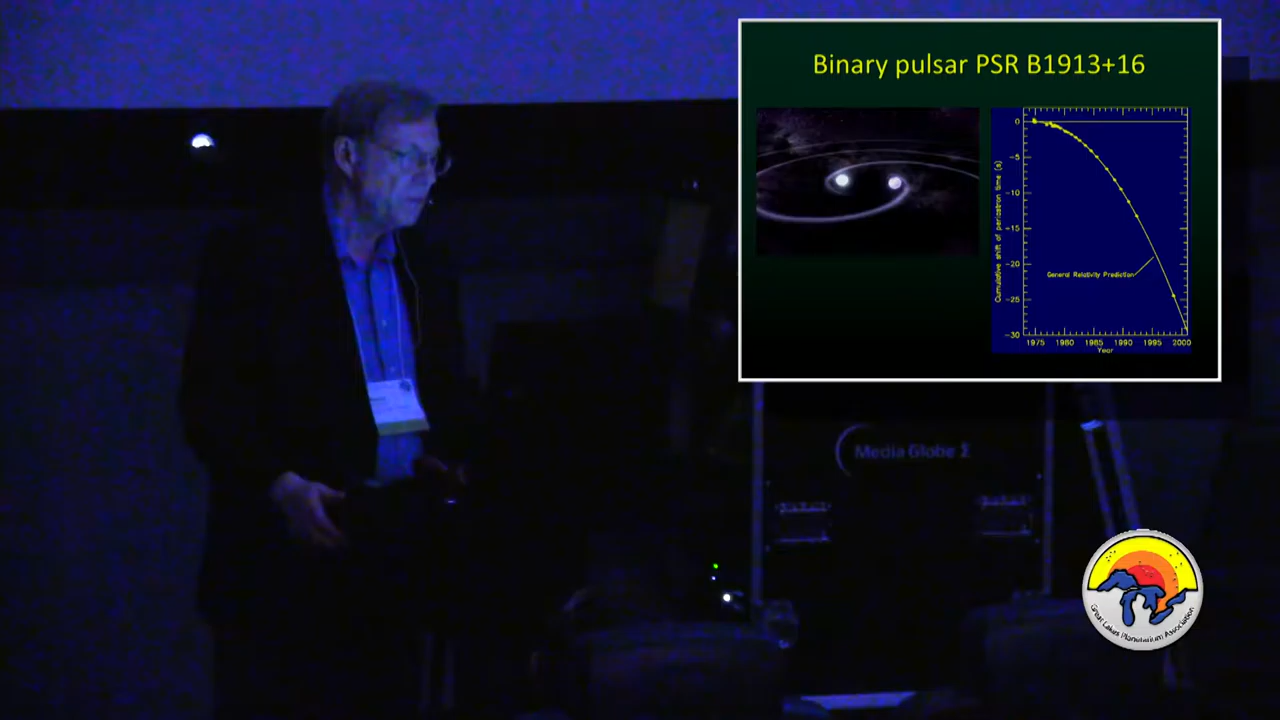 Binary pulsar PSR B1913+16
Cumulative shift of periastron time (s)
0
-5
-10
-15
-20
-25
-30
General Relativity Prediction
1975 1980 1985 1990 1995 2000
Year
Media Globe Σ
Great Lakes Planetarium Association